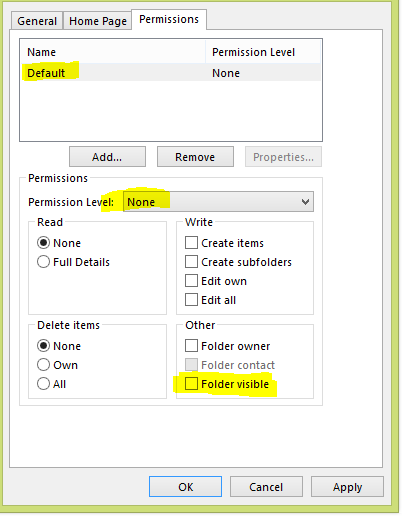 General Home Page Permissions
Name Permission Level
Default None
Add... Remove Properties...
Permissions
Permission Level: None
Read
None
Full Details
Write
Create items
Create subfolders
Edit own
Edit all
Delete items
None
Own
All
Other
Folder owner
Folder contact
Folder visible
OK Cancel Apply